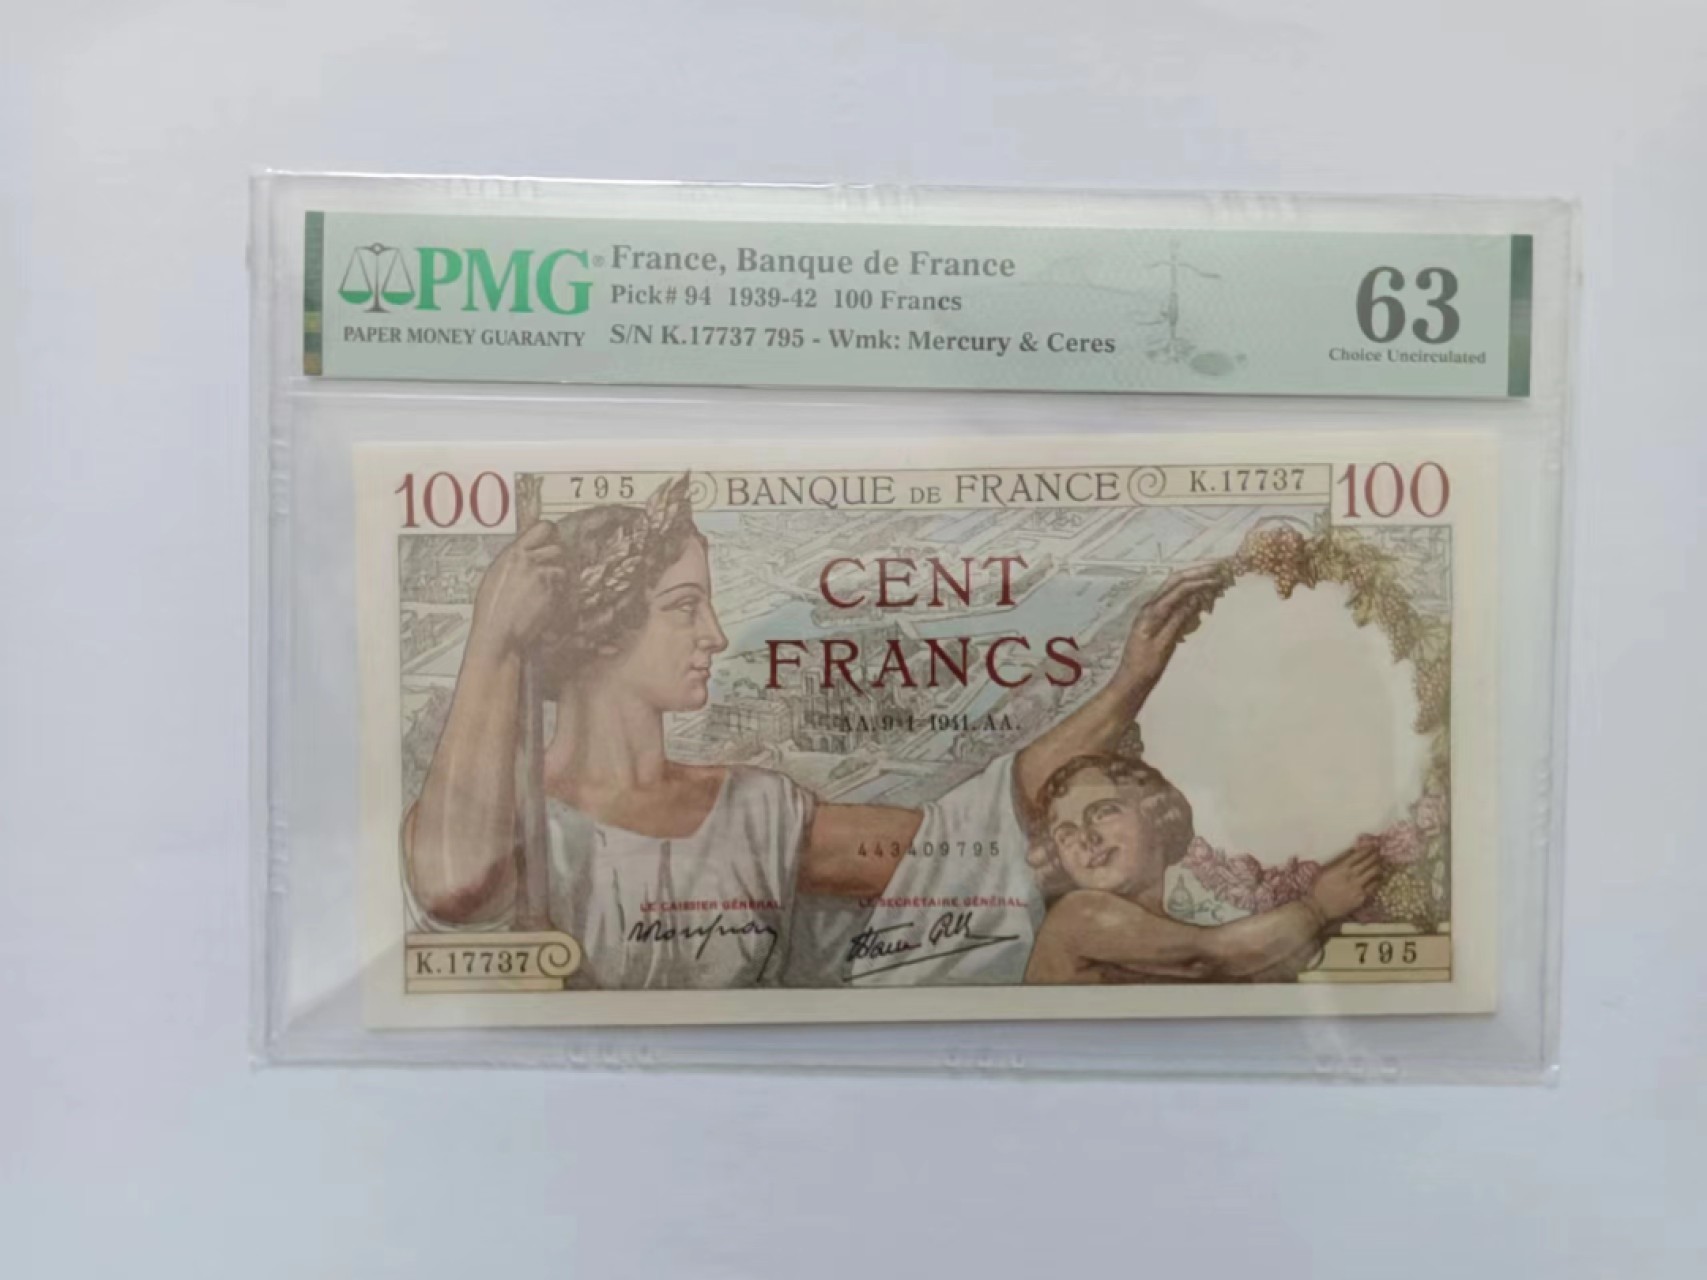 PMG®
PAPER MONEY GUARANTY
France, Banque de France
Pick# 94 1939-42 100 Francs
S/N K.17737 795 - Wmk: Mercury & Ceres
63
Choice Uncirculated
100 795 BANQUE DE FRANCE K.17737 100
CENT
FRANCS
AA.9-1-1941.AA.
443409795
LE CAISSIER GÉNÉRAL
LE SECRÉTAIRE GÉNÉRAL
K.17737
795